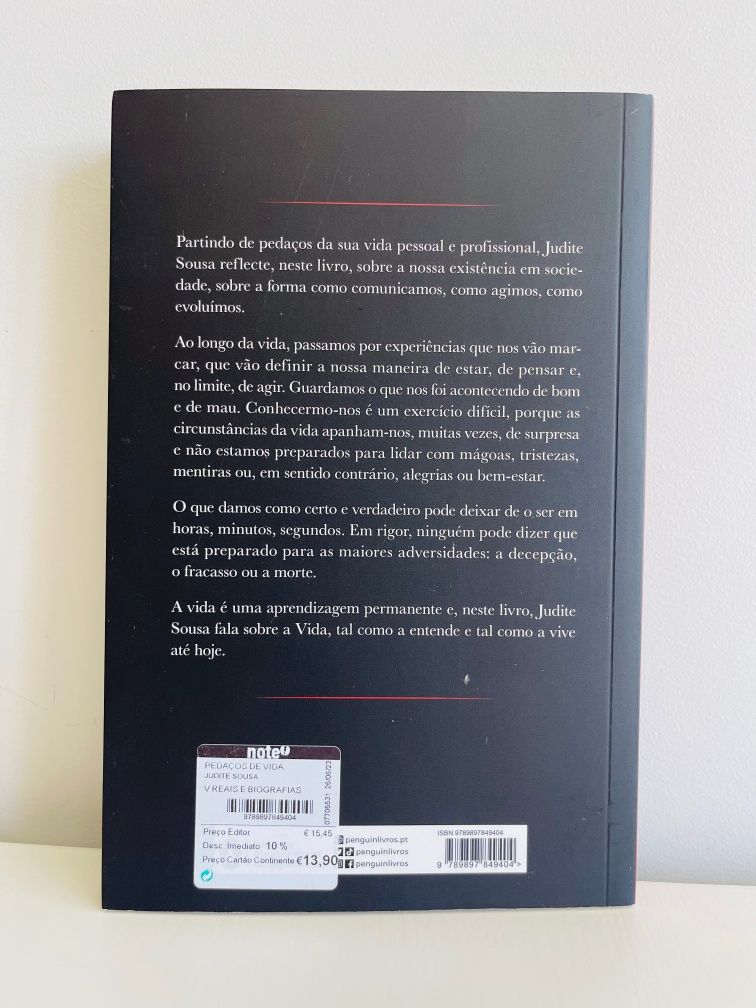 Partindo de pedaços da sua vida pessoal e profissional, Judite
Sousa reflecte, neste livro, sobre a nossa existência em socie-
dade, sobre a forma como comunicamos, como agimos, como
evoluímos.
Ao longo da vida, passamos por experiências que nos vão mar-
car, que vão definir a nossa maneira de estar, de pensar e,
no limite, de agir. Guardamos o que nos foi acontecendo de bom
e de mau. Conhecermo-nos é um exercício difícil, porque as
circunstâncias da vida apanham-nos, muitas vezes, de surpresa
e não estamos preparados para lidar com mágoas, tristezas,
mentiras ou, em sentido contrário, alegrias ou bem-estar.
O que damos como certo e verdadeiro pode deixar de o ser em
horas, minutos, segundos. Em rigor, ninguém pode dizer que
está preparado para as maiores adversidades: a decepção,
o fracasso ou a morte.
A vida é uma aprendizagem permanente e, neste livro, Judite
Sousa fala sobre a Vida, tal como a entende e tal como a vive
até hoje.
note!
PEDAÇOS DE VIDA
JUDITE SOUSA
V REAIS E BIOGRAFIAS
9789897849404
07705531 26/06/23
Preço Editor € 15,45
Desc. Imediato 10 %
Preço Cartão Continente €13,90
penguinlivros.pt
penguinlivros
penguinlivros
ISBN 9789897849404
9 789897 849404 >